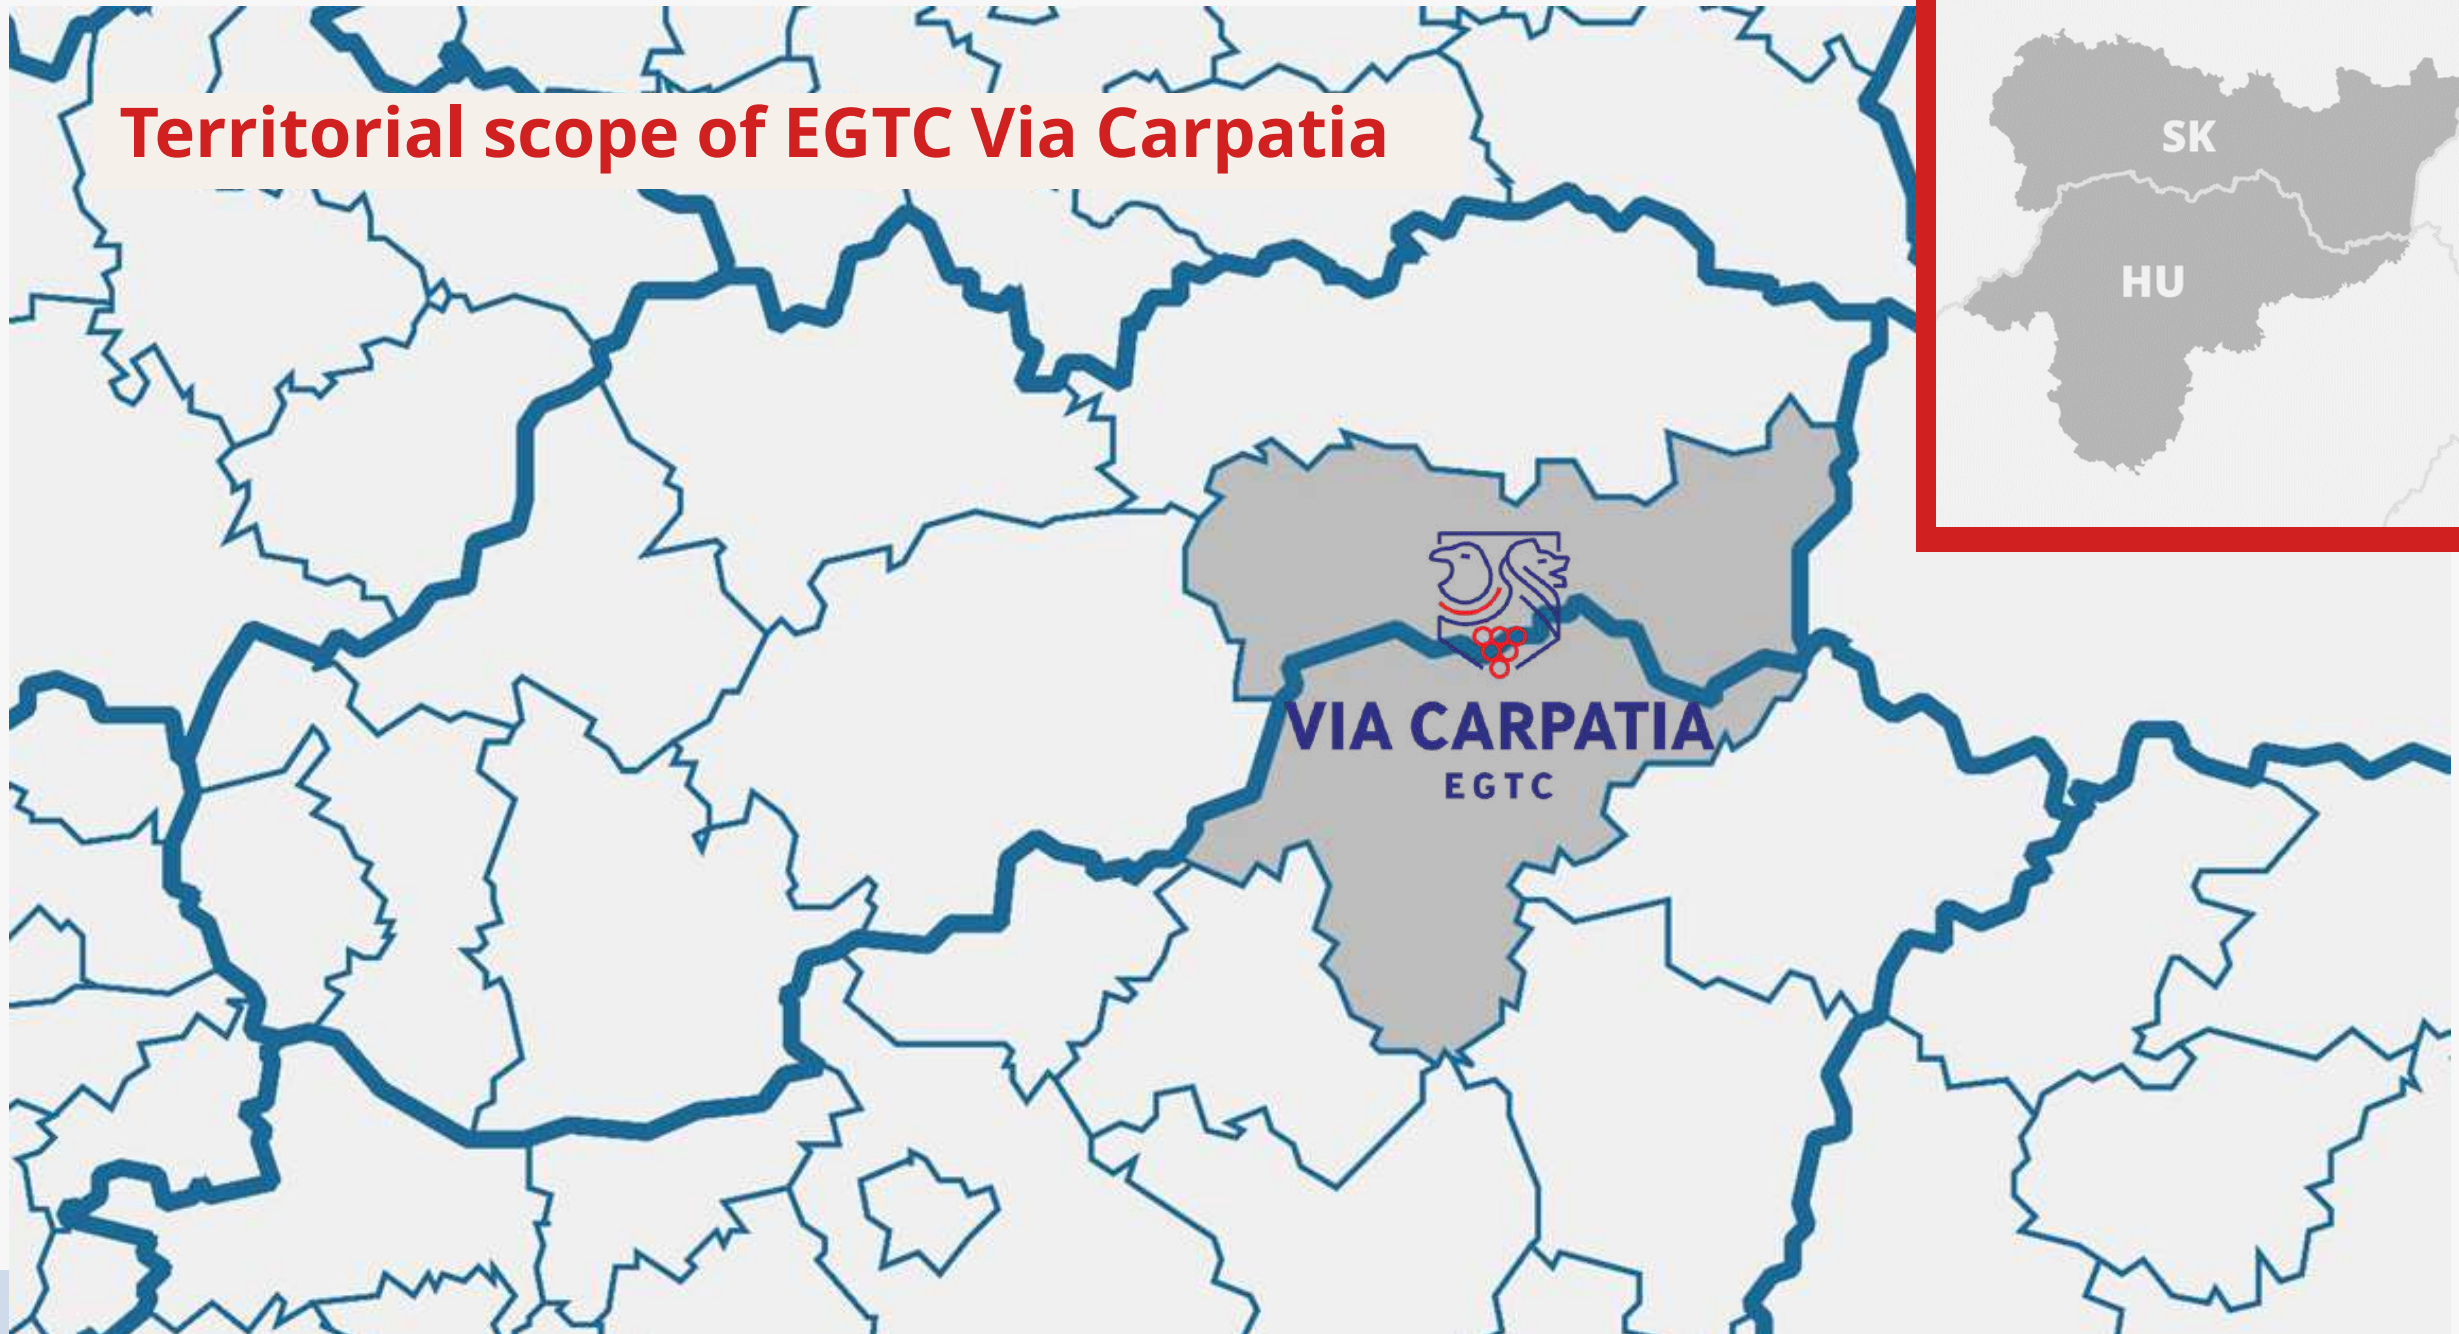 Territorial scope of EGTC Via Carpatia
SK
HU
VIA CARPATIA
EGTC